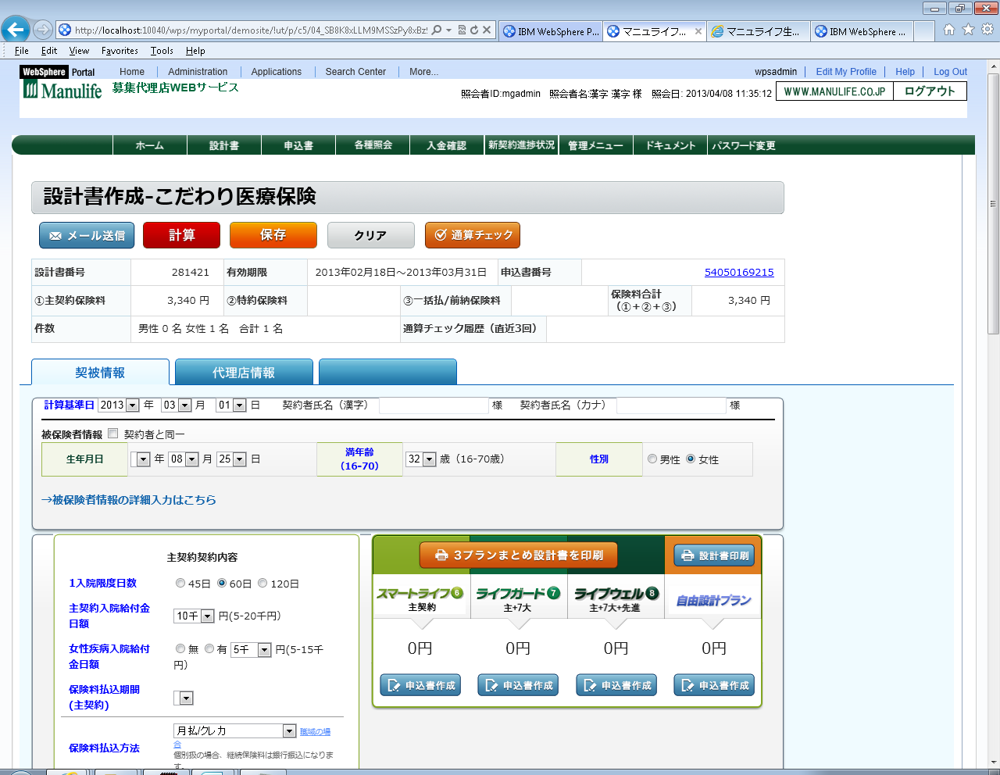 http://localhost:10040/wps/myportal/demosite/!ut/p/c5/04_SB8K8xLLM9MSSzPy8xBz!
IBM WebSphere P...
マニュライフ...
マニュライフ生...
IBM WebSphere ...
File Edit View Favorites Tools Help
WebSphere Portal Home Administration Applications Search Center More... wpsadmin Edit My Profile Help Log Out
Manulife 募集代理店WEBサービス
照会者ID:mgadmin 照会者名:漢字 漢字 様 照会日: 2013/04/08 11:35:12 WWW.MANULIFE.CO.JP ログアウト
ホーム 設計書 申込書 各種照会 入金確認 新契約進捗状況 管理メニュー ドキュメント パスワード変更
設計書作成-こだわり医療保険
メール送信 計算 保存 クリア 通算チェック
設計書番号 281421 有効期限 2013年02月18日～2013年03月31日 申込書番号 54050169215
①主契約保険料 3,340 円 ②特約保険料 ③一括払/前納保険料 保険料合計
（①＋②＋③） 3,340 円
件数 男性 0 名 女性 1 名 合計 1 名 通算チェック履歴（直近3回）
契被情報 代理店情報
計算基準日 2013 年 03 月 01 日 契約者氏名（漢字） 様 契約者氏名（カナ） 様
被保険者情報 契約者と同一
生年月日 年 08 月 25 日 満年齢
(16-70) 32 歳（16-70歳） 性別 男性 女性
→被保険者情報の詳細入力はこちら
主契約契約内容
1入院限度日数 45日 60日 120日
主契約入院給付金
日額 10千 円(5-20千円)
女性疾病入院給付
金日額 無 有 5千 円(5-15千
円)
保険料払込期間
(主契約)
保険料払込方法 月払/クレカ 職域の場
合
個別扱の場合、継続保険料は銀行振込になりま
す。
3プランまとめ設計書を印刷 設計書印刷
スマートライフ6 ライフガード7 ライブウェル8 自由設計プラン
主契約 主+7大 主+7大+先進
0円 0円 0円 0円
申込書作成 申込書作成 申込書作成 申込書作成